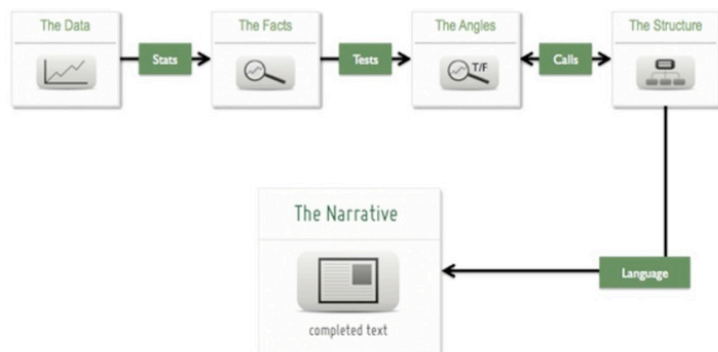 The Data
Stats
The Facts
Tests
The Angles
T/F
Calls
The Structure
The Narrative
completed text
Language